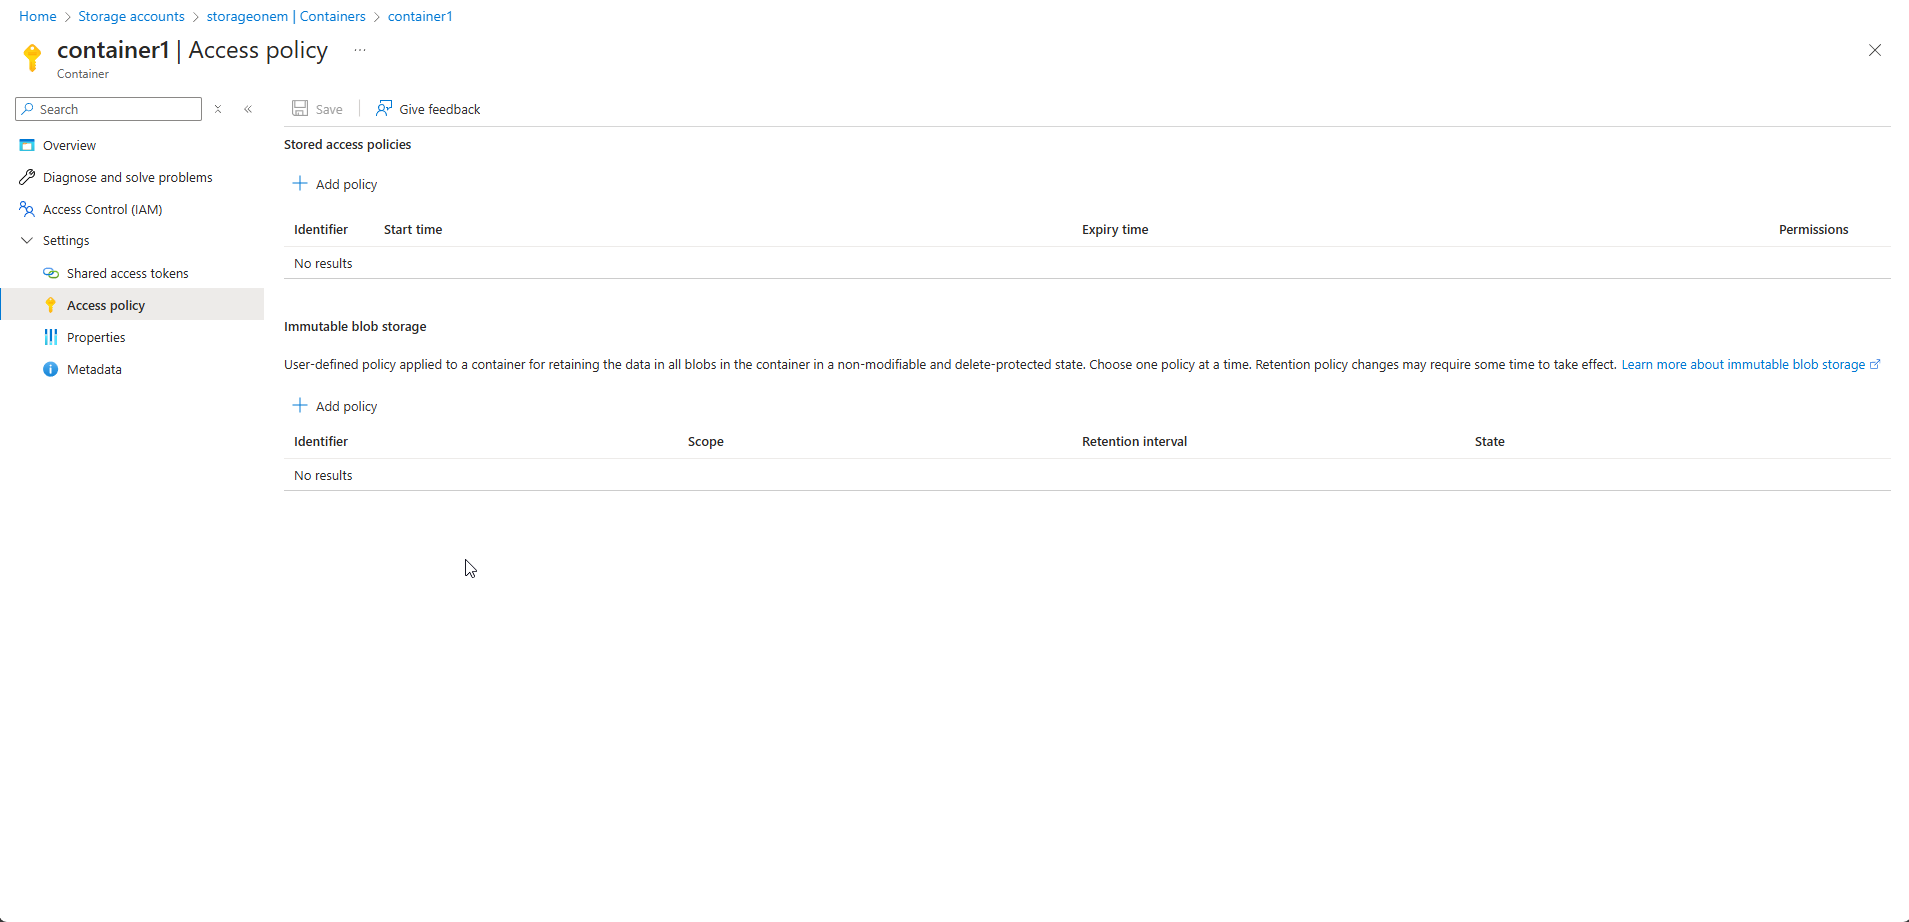 Home > Storage accounts > storageonem | Containers > container1
container1 | Access policy ...
Container
Search
Save
Give feedback
Overview
Diagnose and solve problems
Access Control (IAM)
Settings
Shared access tokens
Access policy
Properties
Metadata
Stored access policies
Add policy
Identifier Start time Expiry time Permissions
No results
Immutable blob storage
User-defined policy applied to a container for retaining the data in all blobs in the container in a non-modifiable and delete-protected state. Choose one policy at a time. Retention policy changes may require some time to take effect. Learn more about immutable blob storage
Add policy
Identifier Scope Retention interval State
No results